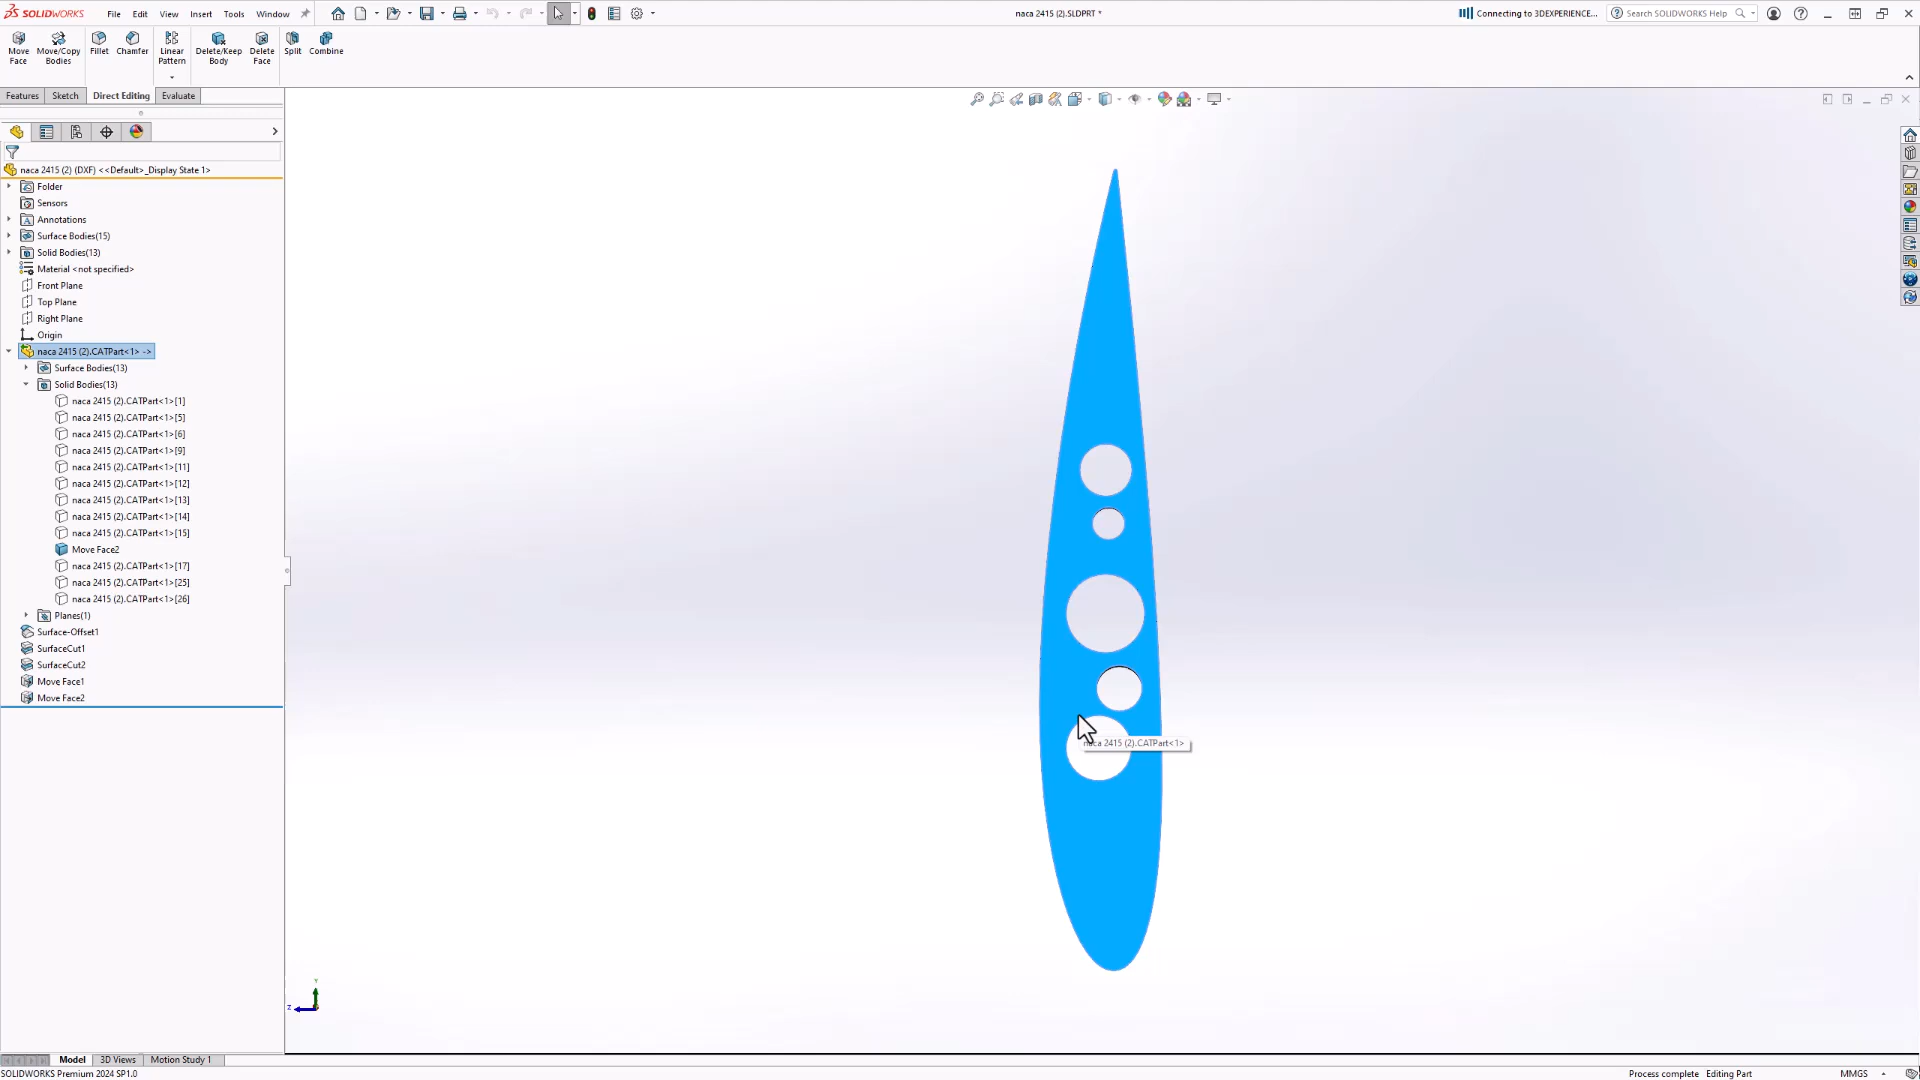 SOLIDWORKS File Edit View Insert Tools Window
naca 2415 (2).SLDPRT *
Connecting to 3DEXPERIENCE...
Search SOLIDWORKS Help
Move Face
Move/Copy Bodies
Fillet
Chamfer
Linear Pattern
Delete/Keep Body
Delete Face
Split
Combine
Features Sketch Direct Editing Evaluate
naca 2415 (2) (DXF) <<Default>_Display State 1>
Folder
Sensors
Annotations
Surface Bodies(15)
Solid Bodies(13)
Material <not specified>
Front Plane
Top Plane
Right Plane
Origin
naca 2415 (2).CATPart<1> ->
Surface Bodies(13)
Solid Bodies(13)
naca 2415 (2).CATPart<1>[1]
naca 2415 (2).CATPart<1>[5]
naca 2415 (2).CATPart<1>[6]
naca 2415 (2).CATPart<1>[9]
naca 2415 (2).CATPart<1>[11]
naca 2415 (2).CATPart<1>[12]
naca 2415 (2).CATPart<1>[13]
naca 2415 (2).CATPart<1>[14]
naca 2415 (2).CATPart<1>[15]
Move Face2
naca 2415 (2).CATPart<1>[17]
naca 2415 (2).CATPart<1>[25]
naca 2415 (2).CATPart<1>[26]
Planes(1)
Surface-Offset1
SurfaceCut1
SurfaceCut2
Move Face1
Move Face2
naca 2415 (2).CATPart<1>
Y
Z
Model 3D Views Motion Study 1
SOLIDWORKS Premium 2024 SP1.0
Process complete Editing Part MMGS